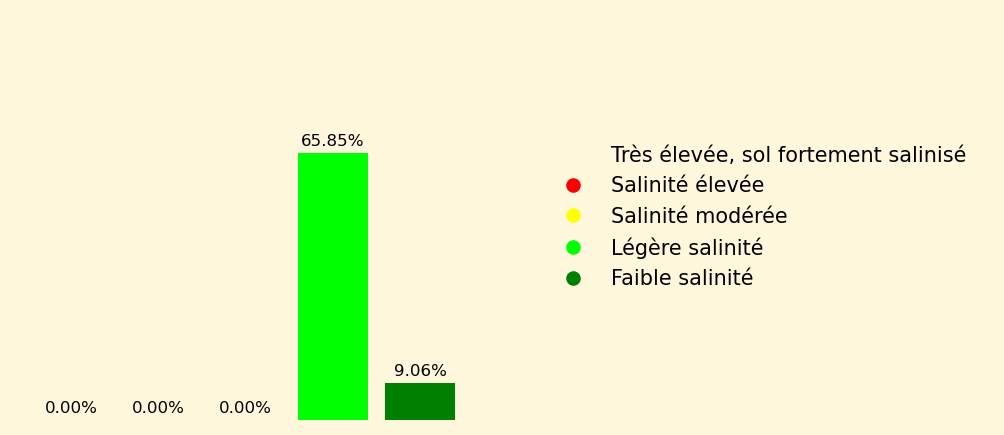 65.85%
9.06%
0.00%
0.00%
0.00%
Très élevée, sol fortement salinisé
Salinité élevée
Salinité modérée
Légère salinité
Faible salinité